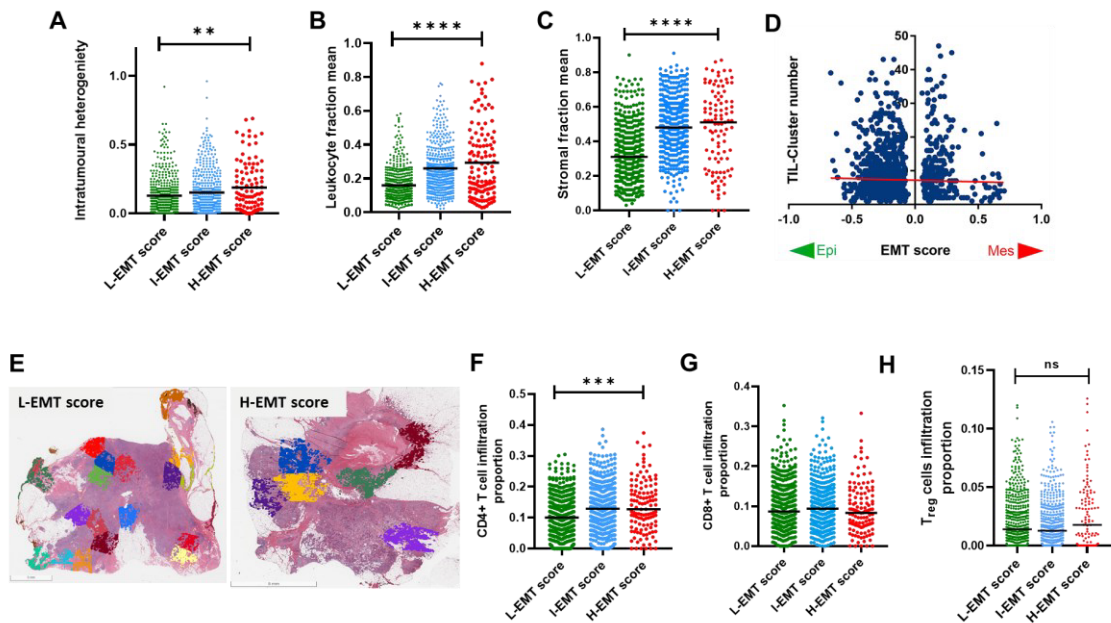 A
Intratumoural heterogeniety
1.0
0.5
0.0
**
L-EMT score
I-EMT score
H-EMT score
B
Leukocyte fraction mean
1.0
0.8
0.6
0.4
0.2
0.0
****
L-EMT score
I-EMT score
H-EMT score
C
Stromal fraction mean
1.0
0.8
0.6
0.4
0.2
0.0
****
L-EMT score
I-EMT score
H-EMT score
D
TIL-Cluster number
50
40
30
-1.0
-0.5
0.0
0.5
1.0
Epi
EMT score
Mes
E
L-EMT score
H-EMT score
F
CD4+ T cell infiltration
proportion
0.5
0.4
0.3
0.2
0.1
0.0
***
L-EMT score
I-EMT score
H-EMT score
G
CD8+ T cell infiltration
proportion
0.4
0.3
0.2
0.1
0.0
L-EMT score
I-EMT score
H-EMT score
H
Treg cells infiltration
proportion
0.15
0.10
0.05
0.00
ns
L-EMT score
I-EMT score
H-EMT score